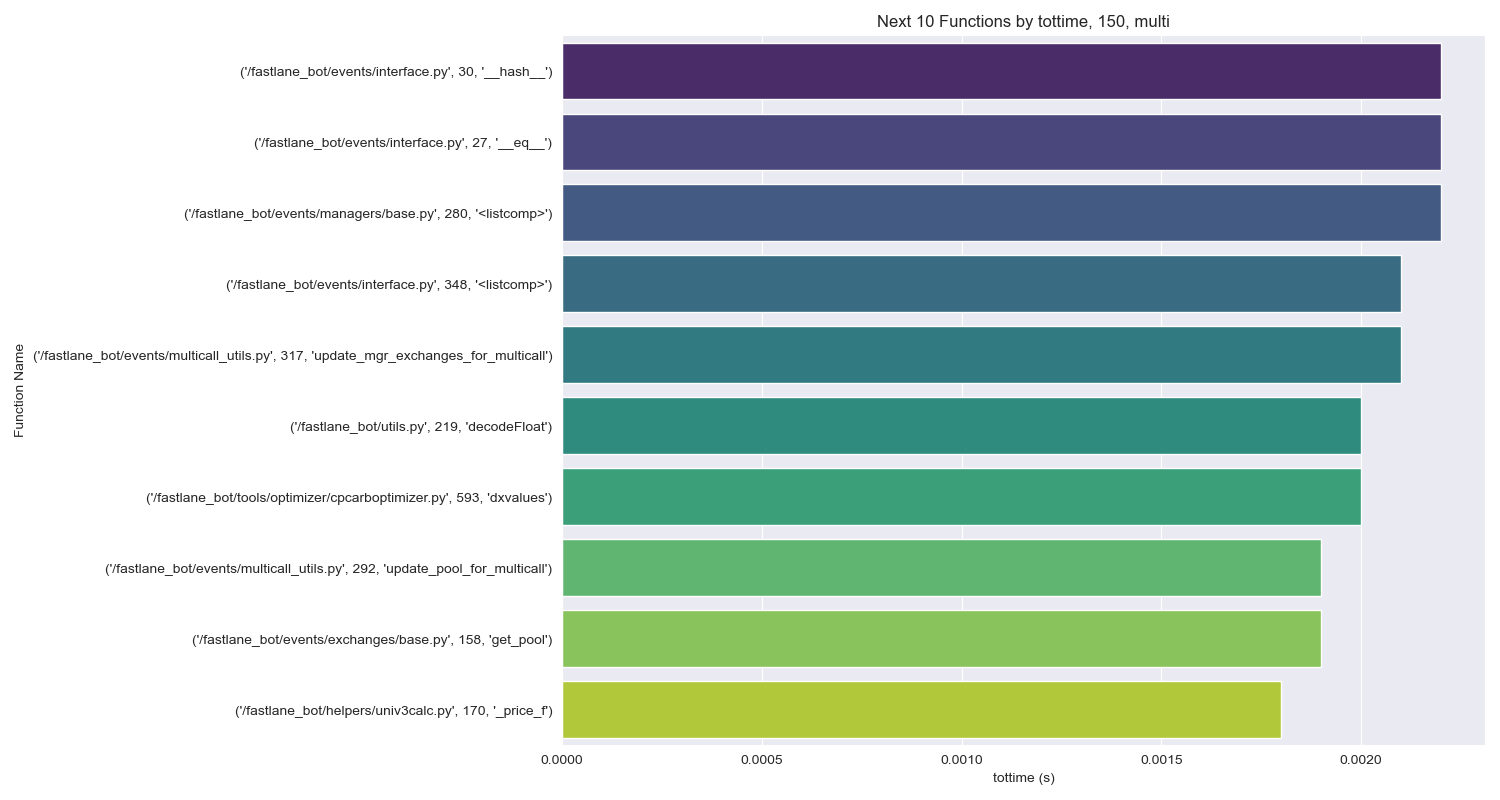 Next 10 Functions by tottime, 150, multi
('/fastlane_bot/events/interface.py', 30, '__hash__')
('/fastlane_bot/events/interface.py', 27, '__eq__')
('/fastlane_bot/events/managers/base.py', 280, '<listcomp>')
('/fastlane_bot/events/interface.py', 348, '<listcomp>')
('/fastlane_bot/events/multicall_utils.py', 317, 'update_mgr_exchanges_for_multicall')
('/fastlane_bot/utils.py', 219, 'decodeFloat')
('/fastlane_bot/tools/optimizer/cpcarboptimizer.py', 593, 'dxvalues')
('/fastlane_bot/events/multicall_utils.py', 292, 'update_pool_for_multicall')
('/fastlane_bot/events/exchanges/base.py', 158, 'get_pool')
('/fastlane_bot/helpers/univ3calc.py', 170, '_price_f')
Function Name
0.0000 0.0005 0.0010 0.0015 0.0020
tottime (s)